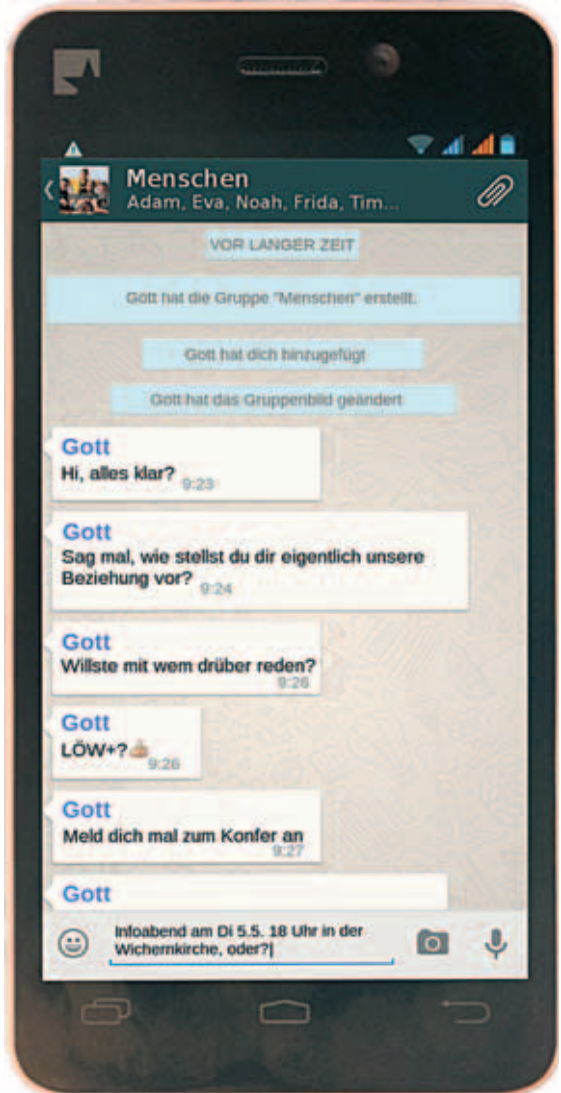 Menschen
Adam, Eva, Noah, Frida, Tim...
VOR LANGER ZEIT
Gott hat die Gruppe "Menschen" erstellt.
Gott hat dich hinzugefügt
Gott hat das Gruppenbild geändert
Gott
Hi, alles klar?
9:23
Gott
Sag mal, wie stellst du dir eigentlich unsere
Beziehung vor?
9:24
Gott
Willste mit wem drüber reden?
9:26
Gott
LÖW+?👍
9:26
Gott
Meld dich mal zum Konfer an
9:27
Gott
Infoabend am Di 5.5. 18 Uhr in der
Wichernkirche, oder?